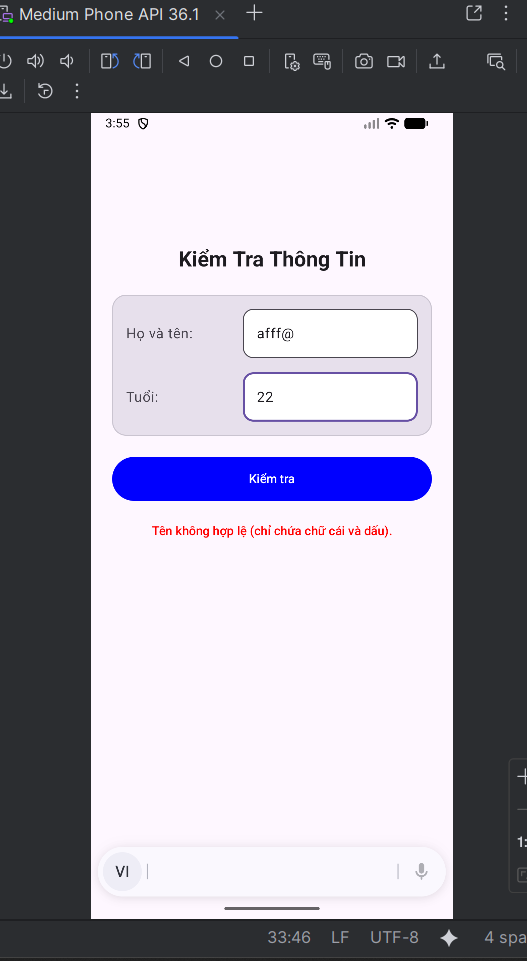 Medium Phone API 36.1
3:55
Kiểm Tra Thông Tin
Họ và tên: afff@
Tuổi: 22
Kiểm tra
Tên không hợp lệ (chỉ chứa chữ cái và dấu).
VI
1:
33:46 LF UTF-8 4 spa